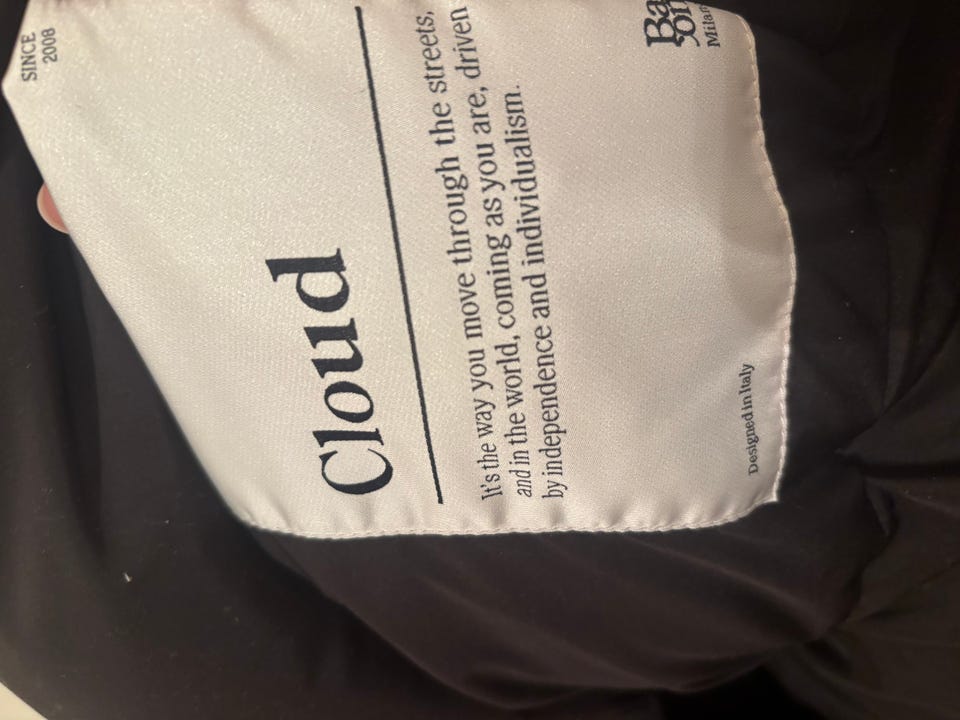 SINCE
2008
Cloud
It's the way you move through the streets,
and in the world, coming as you are, driven
by independence and individualism.
Designed in Italy